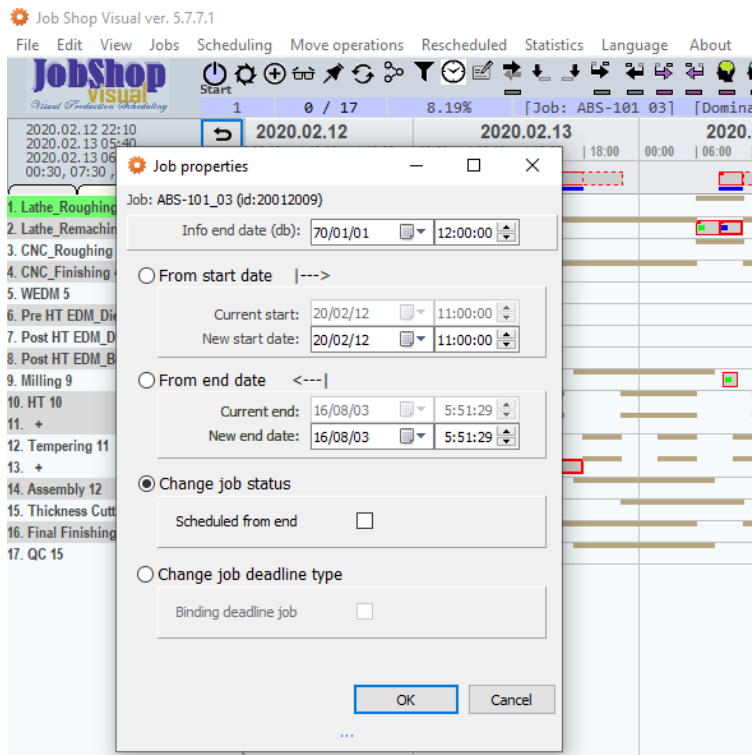 Job Shop Visual ver. 5.7.7.1
File Edit View Jobs Scheduling Move operations Rescheduled Statistics Language About
JobShop
visual
Visual Production Scheduling
Start
1 0 / 17 8.19% [Job: ABS-101 03] [Domina
2020.02.12 22:10
2020.02.13 05:40
2020.02.13 06
00:30, 07:30 ,
2020.02.12 2020.02.13 2020.
| 18:00 00:00 | 06:00
Job properties
Job: ABS-101_03 (id:20012009)
Info end date (db): 70/01/01 12:00:00
From start date |--->
Current start: 20/02/12 11:00:00
New start date: 20/02/12 11:00:00
From end date <---|
Current end: 16/08/03 5:51:29
New end date: 16/08/03 5:51:29
Change job status
Scheduled from end
Change job deadline type
Binding deadline job
OK Cancel
...
1. Lathe_Roughing
2. Lathe_Remachin
3. CNC_Roughing
4. CNC_Finishing 4
5. WEDM 5
6. Pre HT EDM_Die
7. Post HT EDM_D
8. Post HT EDM_B
9. Milling 9
10. HT 10
11. +
12. Tempering 11
13. +
14. Assembly 12
15. Thickness Cutt
16. Final Finishing
17. QC 15